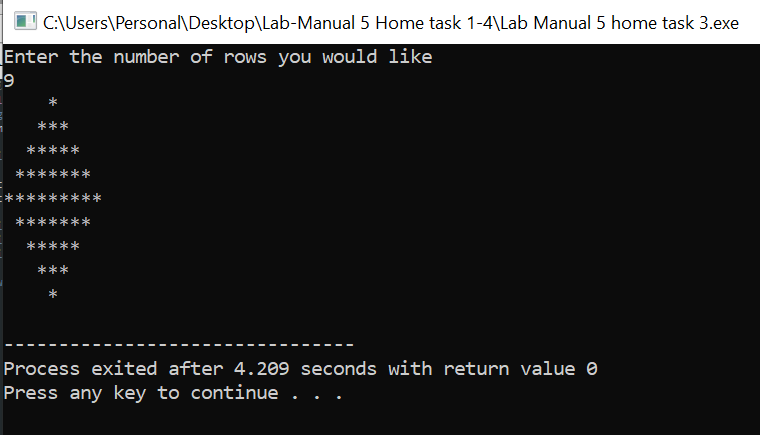 C:\Users\Personal\Desktop\Lab-Manual 5 Home task 1-4\Lab Manual 5 home task 3.exe
Enter the number of rows you would like
9
    *
   ***
  *****
 *******
*********
 *******
  *****
   ***
    *
--------------------------------
Process exited after 4.209 seconds with return value 0
Press any key to continue . . .